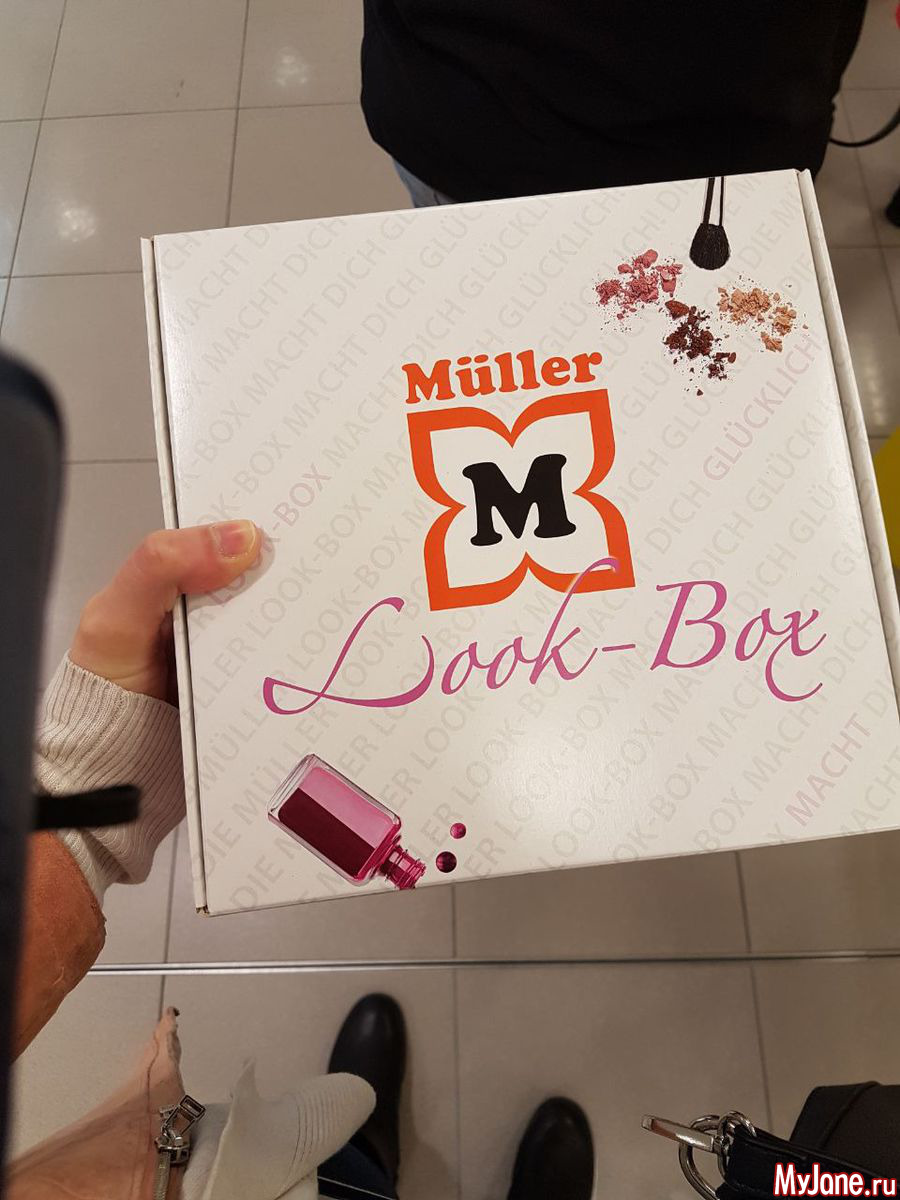 Müller
M
Look-Box
DIE MÜLLER LOOK-BOX MACHT DICH GLÜCKLICH!
MyJane.ru